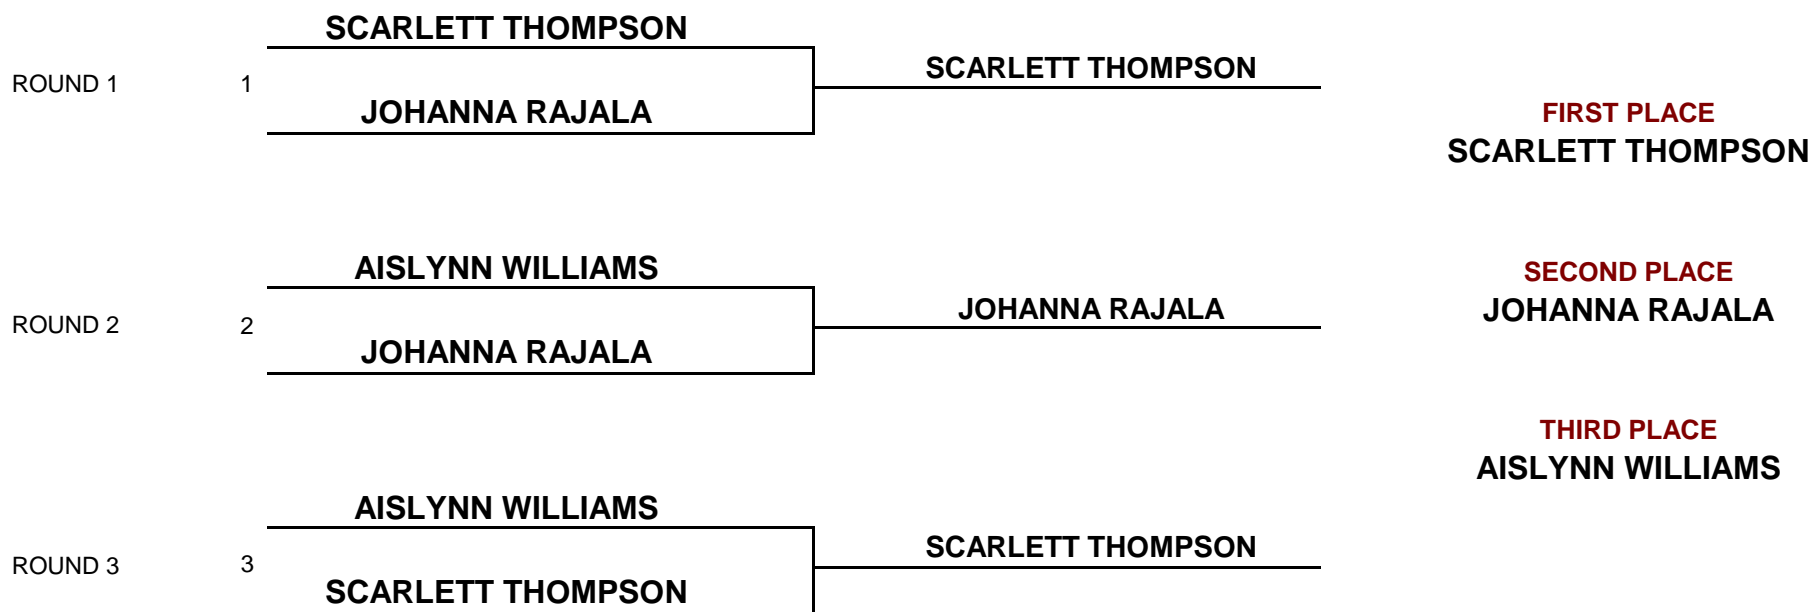 SCARLETT THOMPSON
ROUND 1 1 SCARLETT THOMPSON
JOHANNA RAJALA
FIRST PLACE
SCARLETT THOMPSON
AISLYNN WILLIAMS
ROUND 2 2 JOHANNA RAJALA
JOHANNA RAJALA
SECOND PLACE
JOHANNA RAJALA
THIRD PLACE
AISLYNN WILLIAMS
AISLYNN WILLIAMS
ROUND 3 3 SCARLETT THOMPSON
SCARLETT THOMPSON